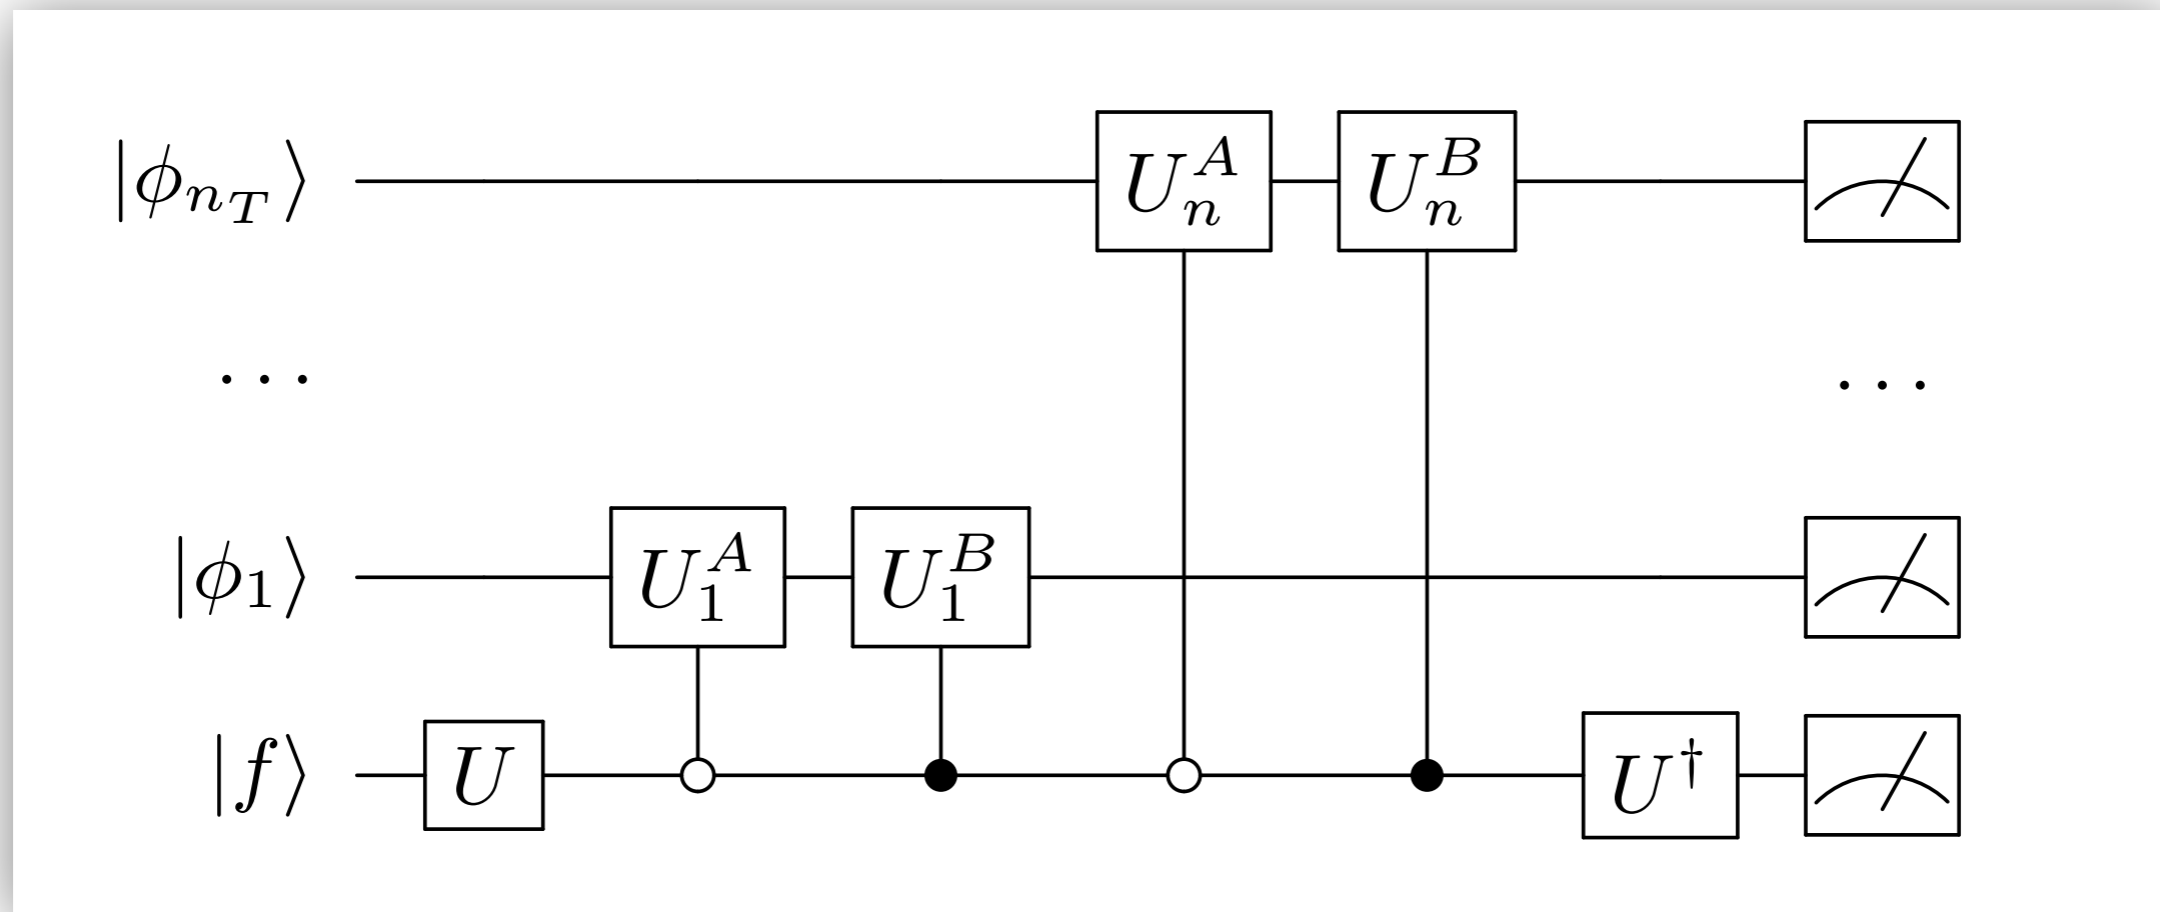 |ϕ_{n_T}⟩ U_n^A U_n^B
··· ···
|ϕ_1⟩ U_1^A U_1^B
|f⟩ U U^†